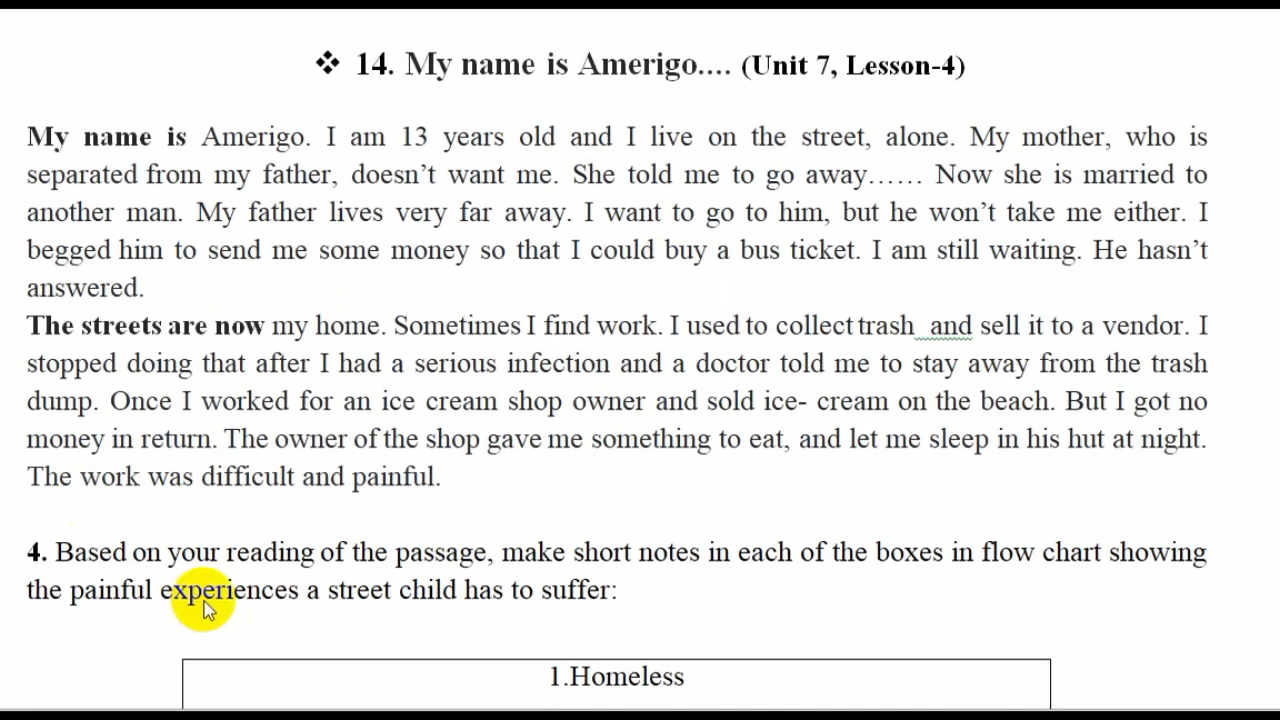 ❖ 14. My name is Amerigo.... (Unit 7, Lesson-4)
My name is Amerigo. I am 13 years old and I live on the street, alone. My mother, who is
separated from my father, doesn’t want me. She told me to go away…… Now she is married to
another man. My father lives very far away. I want to go to him, but he won’t take me either. I
begged him to send me some money so that I could buy a bus ticket. I am still waiting. He hasn’t
answered.
The streets are now my home. Sometimes I find work. I used to collect trash and sell it to a vendor. I
stopped doing that after I had a serious infection and a doctor told me to stay away from the trash
dump. Once I worked for an ice cream shop owner and sold ice- cream on the beach. But I got no
money in return. The owner of the shop gave me something to eat, and let me sleep in his hut at night.
The work was difficult and painful.
4. Based on your reading of the passage, make short notes in each of the boxes in flow chart showing
the painful experiences a street child has to suffer:
1.Homeless